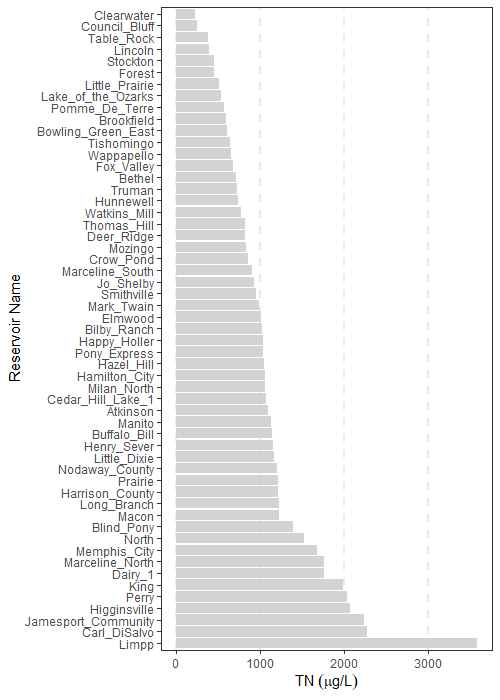 Clearwater
Council_Bluff
Table_Rock
Lincoln
Stockton
Forest
Little_Prairie
Lake_of_the_Ozarks
Pomme_De_Terre
Brookfield
Bowling_Green_East
Tishomingo
Wappapello
Fox_Valley
Bethel
Truman
Hunnewell
Watkins_Mill
Thomas_Hill
Deer_Ridge
Mozingo
Crow_Pond
Marceline_South
Jo_Shelby
Smithville
Mark_Twain
Elmwood
Bilby_Ranch
Happy_Holler
Pony_Express
Hazel_Hill
Hamilton_City
Milan_North
Cedar_Hill_Lake_1
Atkinson
Manito
Buffalo_Bill
Henry_Sever
Little_Dixie
Nodaway_County
Prairie
Harrison_County
Long_Branch
Macon
Blind_Pony
North
Memphis_City
Marceline_North
Dairy_1
King
Perry
Higginsville
Jamesport_Community
Carl_DiSalvo
Limpp
Reservoir Name
0 1000 2000 3000
TN (μg/L)